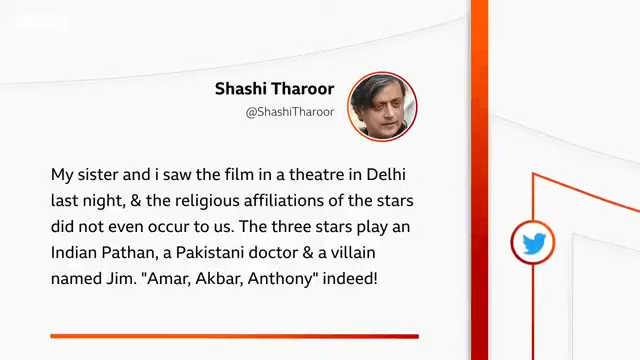 Shashi Tharoor
@ShashiTharoor
My sister and i saw the film in a theatre in Delhi
last night, & the religious affiliations of the stars
did not even occur to us. The three stars play an
Indian Pathan, a Pakistani doctor & a villain
named Jim. "Amar, Akbar, Anthony" indeed!